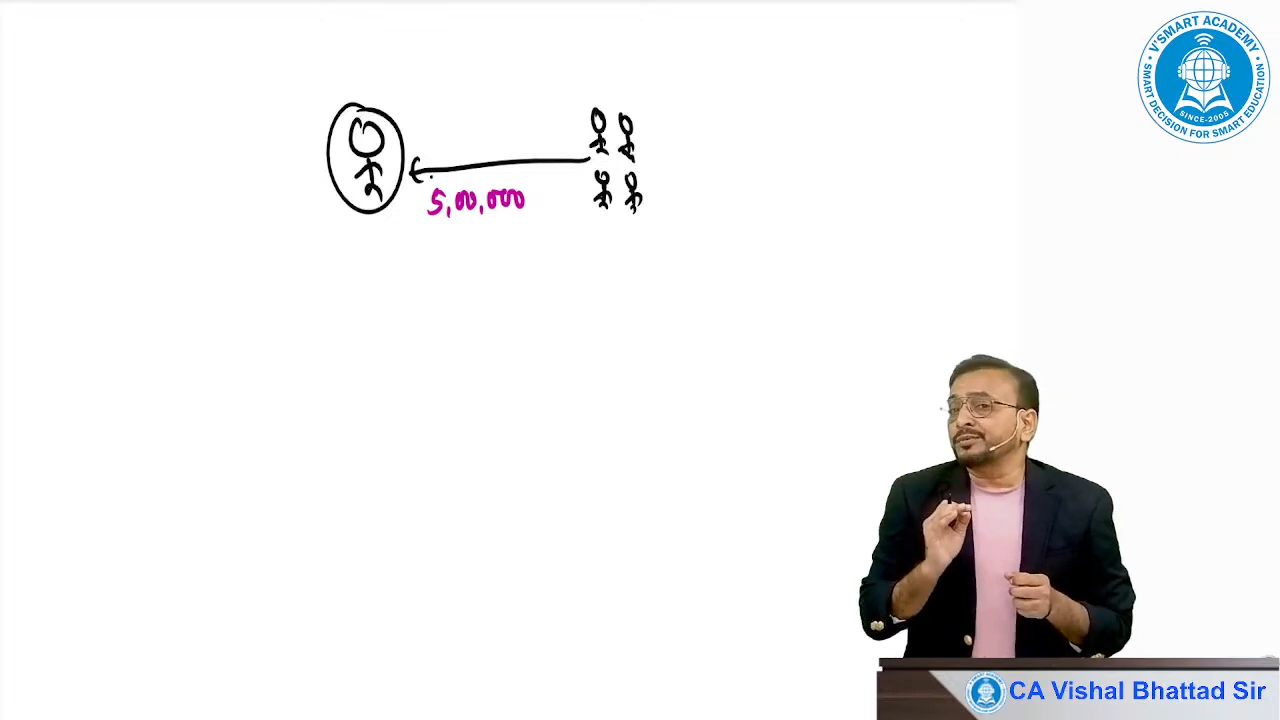 V'SMART ACADEMY
SMART DECISION FOR SMART EDUCATION
SINCE-2005
5,00,000
CA Vishal Bhattad Sir